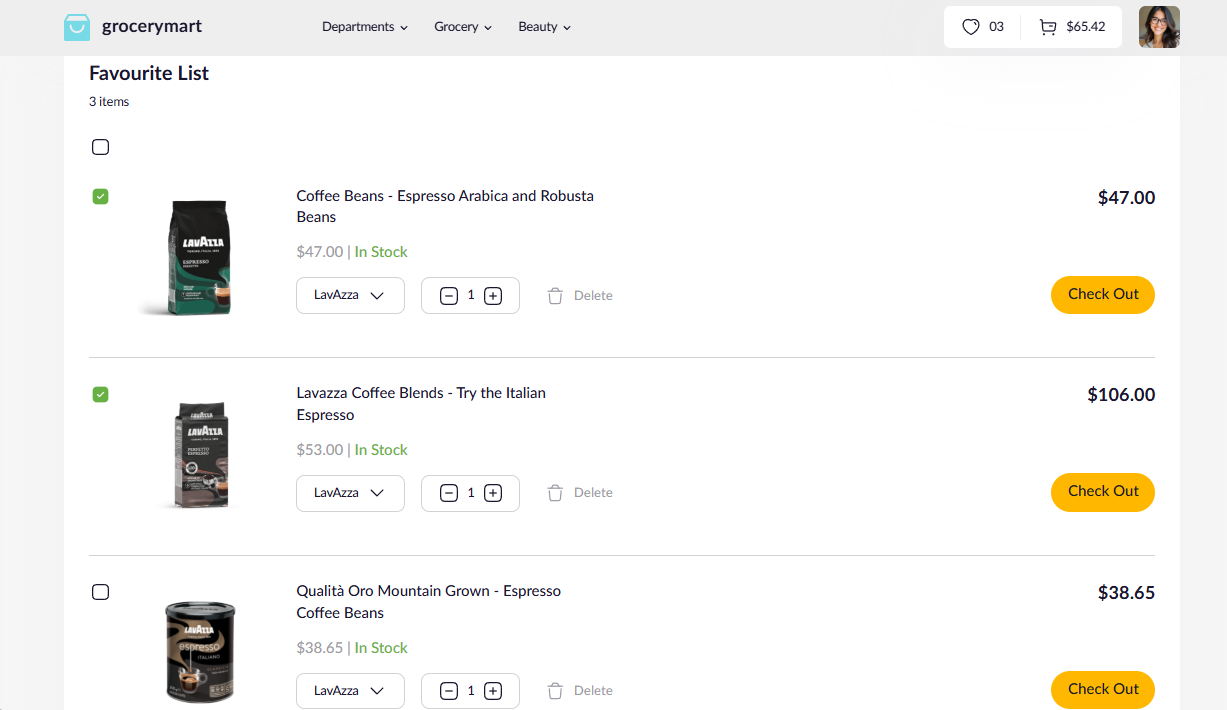 grocerymart
Departments
Grocery
Beauty
03
$65.42
Favourite List
3 items
Coffee Beans - Espresso Arabica and Robusta
Beans
$47.00
$47.00 | In Stock
LavAzza
1
Delete
Check Out
LAVAZZA
ESPRESSO
Lavazza Coffee Blends - Try the Italian
Espresso
$106.00
$53.00 | In Stock
LavAzza
1
Delete
Check Out
LAVAZZA
LAVAZZA
PERFETTO
ESPRESSO
Qualità Oro Mountain Grown - Espresso
Coffee Beans
$38.65
$38.65 | In Stock
LavAzza
1
Delete
Check Out
LAVAZZA
espresso
ITALIANO